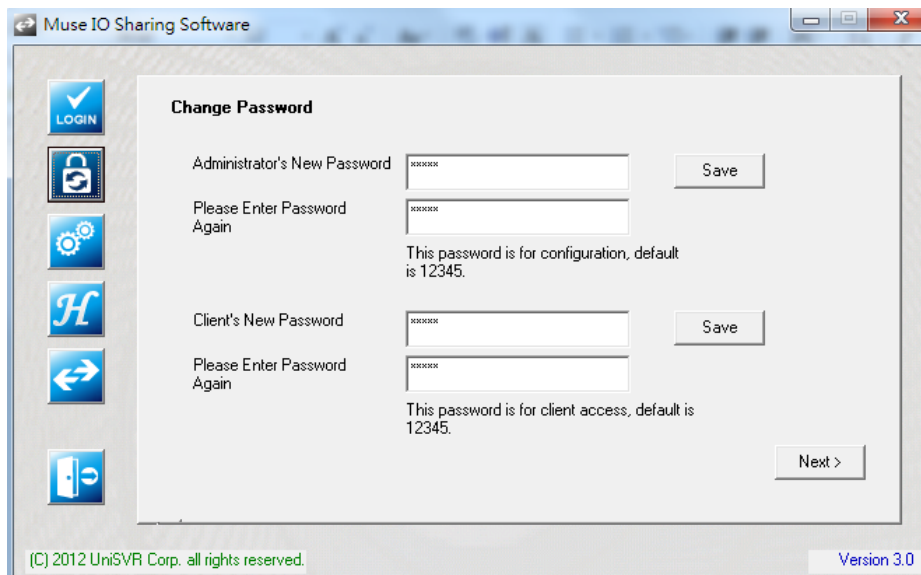 Muse IO Sharing Software
LOGIN
Change Password
Administrator's New Password
*****
Save
Please Enter Password
Again
*****
This password is for configuration, default
is 12345.
H
Client's New Password
*****
Save
Please Enter Password
Again
*****
This password is for client access, default is
12345.
Next >
(C) 2012 UniSVR Corp. all rights reserved.
Version 3.0